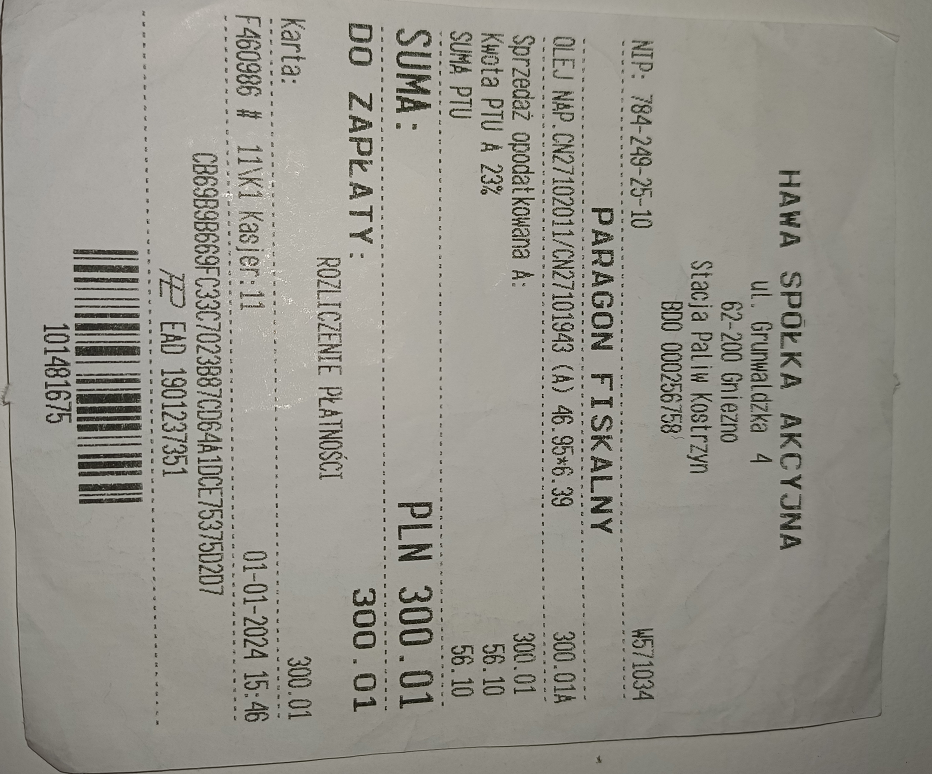 HAWA SPÓŁKA AKCYJNA
ul. Grunwaldzka 4
62-200 Gniezno
Stacja Paliw Kostrzyn
BDO 000256758
NIP: 784-249-25-10 W571034
PARAGON FISKALNY
OLEJ NAP.CN27102011/CN27101943 (A) 46.95*6.39 300.01A
Sprzedaż opodatkowana A: 300.01
Kwota PTU A 23% 56.10
SUMA PTU 56.10
SUMA: PLN 300.01
DO ZAPŁATY: 300.01
ROZLICZENIE PŁATNOŚCI
Karta: 300.01
F460986 # 11\K1 Kasjer:11 01-01-2024 15:46
CB69B9B669FC33C7023B87CD64A1DCE75375D2D7
EAD 1901237351
101481675